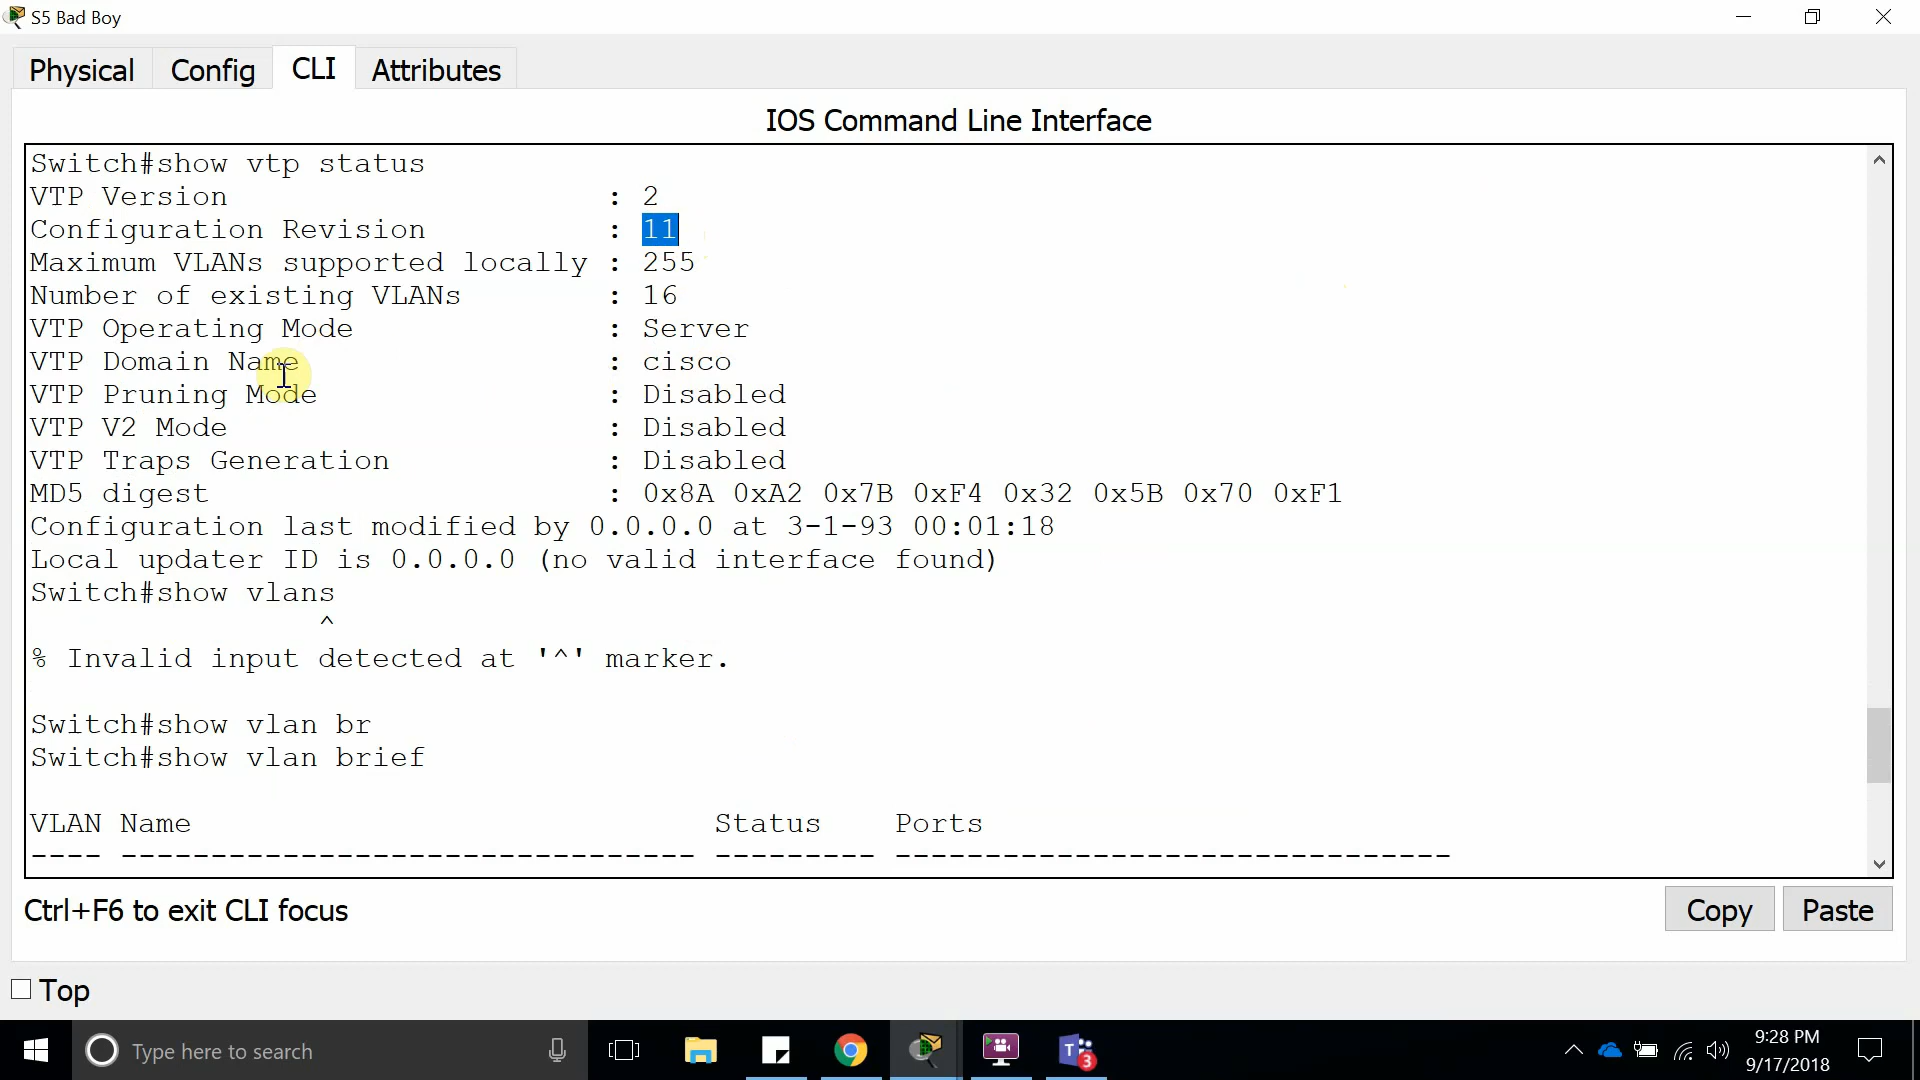 S5 Bad Boy
Physical Config CLI Attributes
IOS Command Line Interface
Switch#show vtp status
VTP Version : 2
Configuration Revision : 11
Maximum VLANs supported locally : 255
Number of existing VLANs : 16
VTP Operating Mode : Server
VTP Domain Name : cisco
VTP Pruning Mode : Disabled
VTP V2 Mode : Disabled
VTP Traps Generation : Disabled
MD5 digest : 0x8A 0xA2 0x7B 0xF4 0x32 0x5B 0x70 0xF1
Configuration last modified by 0.0.0.0 at 3-1-93 00:01:18
Local updater ID is 0.0.0.0 (no valid interface found)
Switch#show vlans
^
% Invalid input detected at '^' marker.
Switch#show vlan br
Switch#show vlan brief
VLAN Name Status Ports
---- -------------------------------- --------- -------------------------------
Ctrl+F6 to exit CLI focus
Copy Paste
Top
Type here to search
3
9:28 PM
9/17/2018